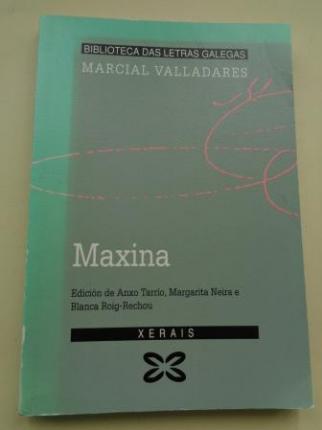 BIBLIOTECA DAS LETRAS GALEGAS
MARCIAL VALLADARES
Maxina
Edición de Anxo Tarrío, Margarita Neira e
Blanca Roig-Rechou
XERAIS